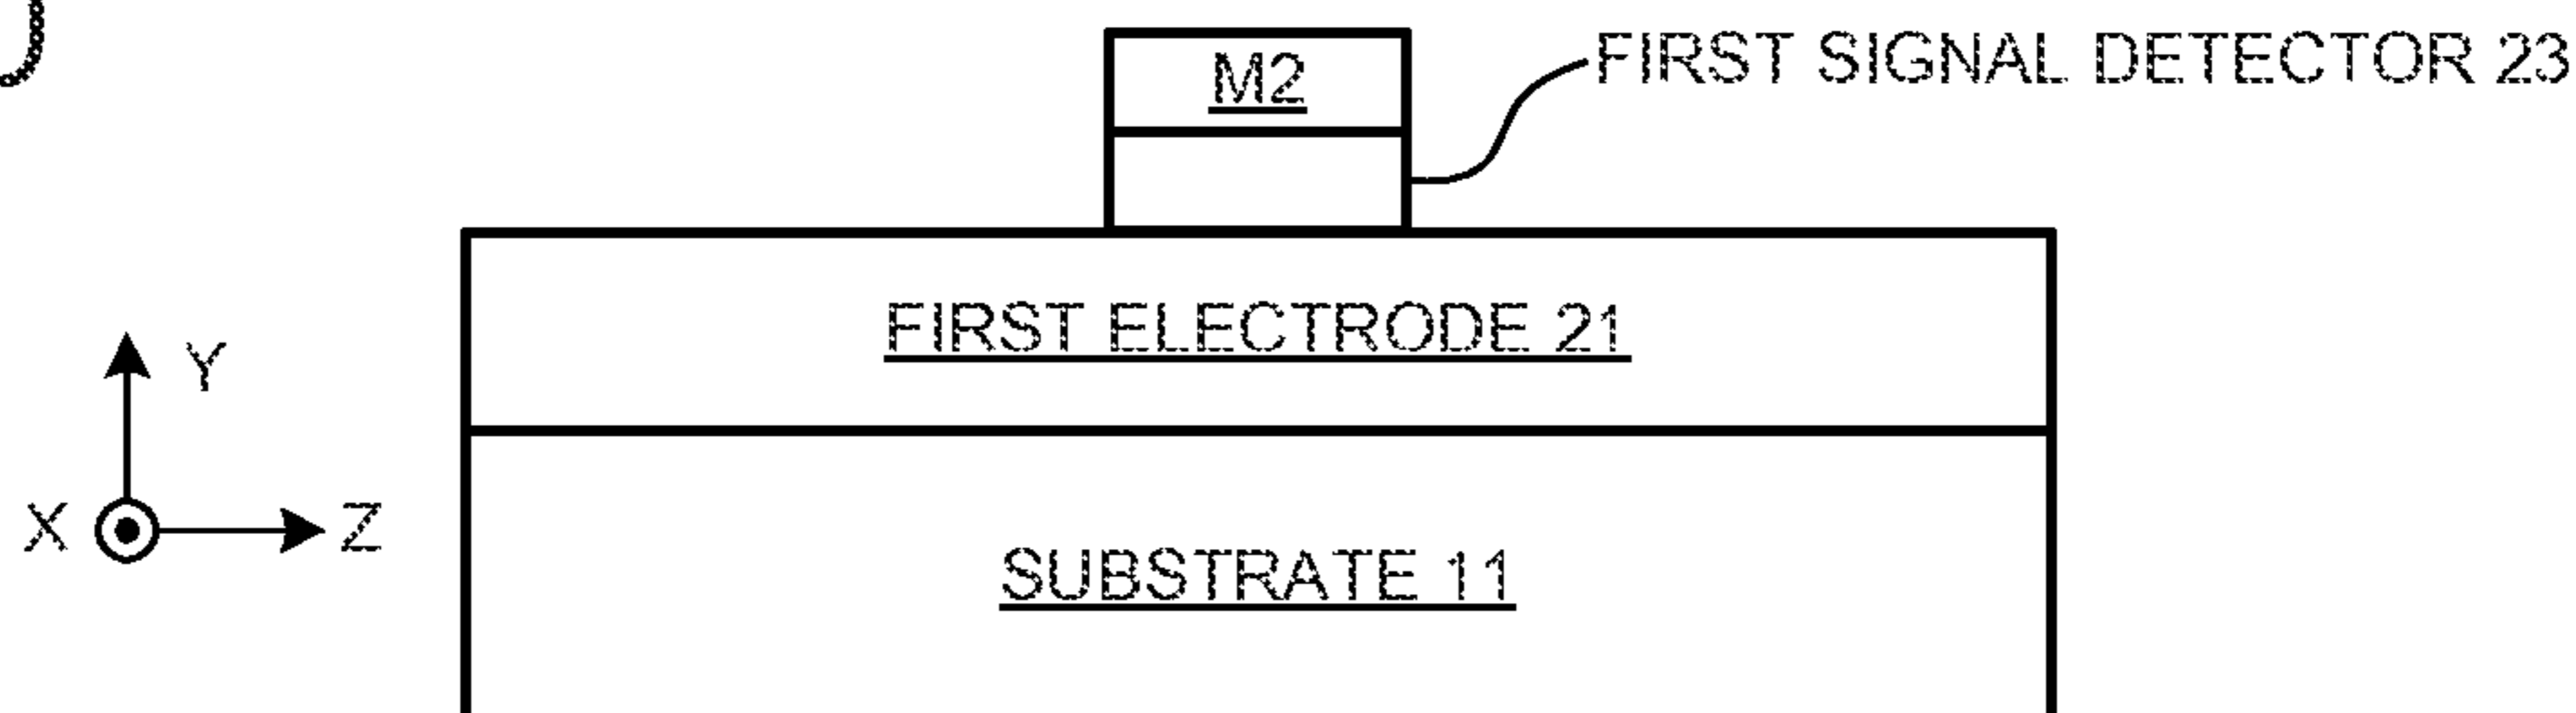 M2
FIRST SIGNAL DETECTOR 23
FIRST ELECTRODE 21
Y
X
Z
SUBSTRATE 11